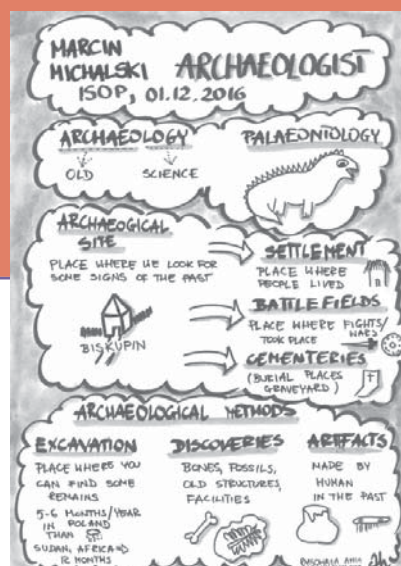 MARCIN
MICHALSKI ARCHAEOLOGIST
ISOP, 01.12.2016
ARCHAEOLOGY
OLD SCIENCE
PALAEONTOLOGY
ARCHAEOGICAL
SITE
PLACE WHERE WE LOOK FOR
SOME SIGNS OF THE PAST
BISKUPIN
SETTLEMENT
PLACE WHERE
PEOPLE LIVED
BATTLE FIELDS
PLACE WHERE FIGHTS/
WARS
TOOK PLACE
CEMENTERIES
(BURIAL PLACES
GRAVEYARD)
ARCHAEOLOGICAL METHODS
EXCAVATION
PLACE WHERE YOU
CAN FIND SOME
REMAINS
5-6 MONTHS/YEAR
IN POLAND
THAN
SUDAN, AFRICA
12 MONTHS
DISCOVERIES
BONES, FOSSILS,
OLD STRUCTURES,
FACILITIES
ARTIFACTS
MADE BY
HUMAN
IN THE PAST